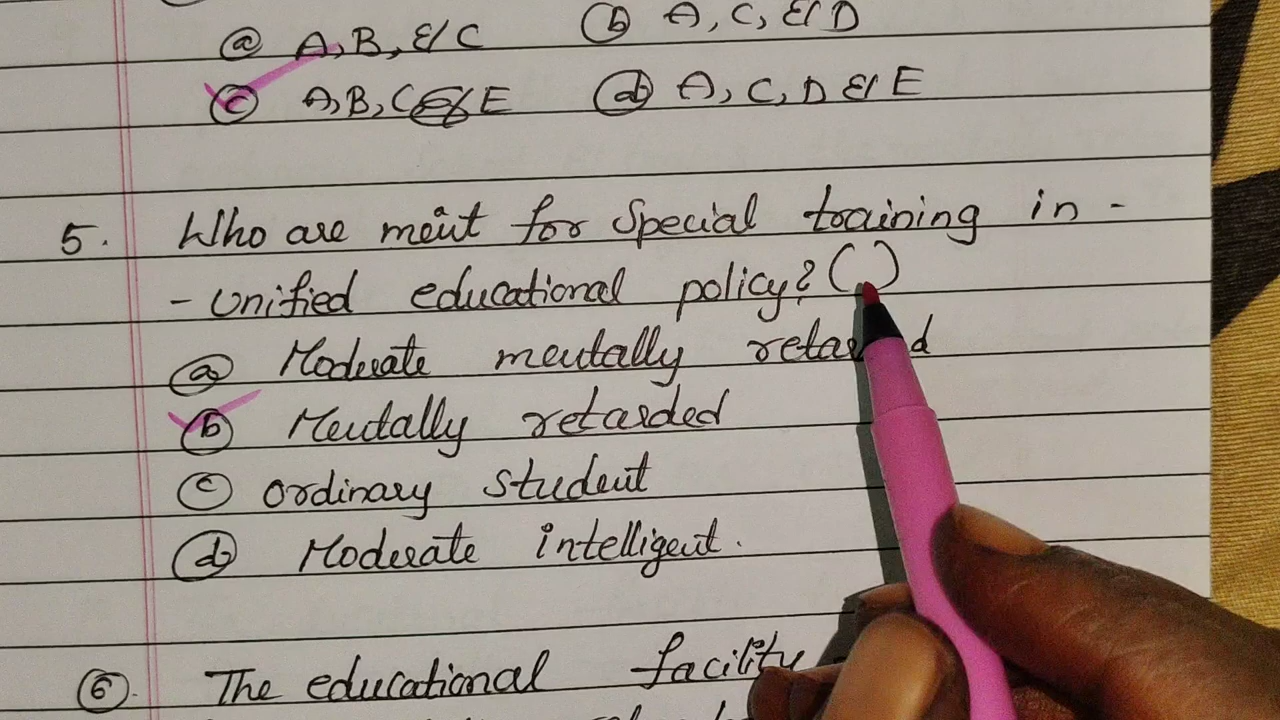 (a) A, B, & C (b) A, C, & D
(c) A, B, C & E (d) A, C, D & E
5. Who are meant for special training in -
- Unified educational policy? ( )
(a) Moderate mentally retarded
(b) Mentally retarded
(c) ordinary student
(d) Moderate intelligent.
(6). The educational facility